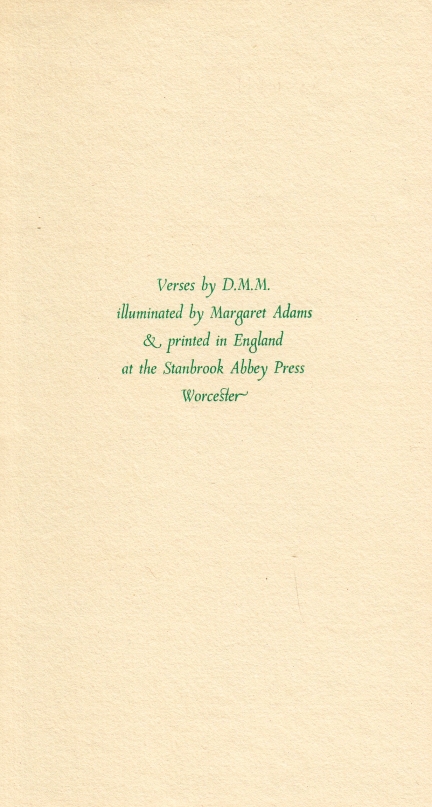 Verses by D.M.M.
illuminated by Margaret Adams
& printed in England
at the Stanbrook Abbey Press
Worcester